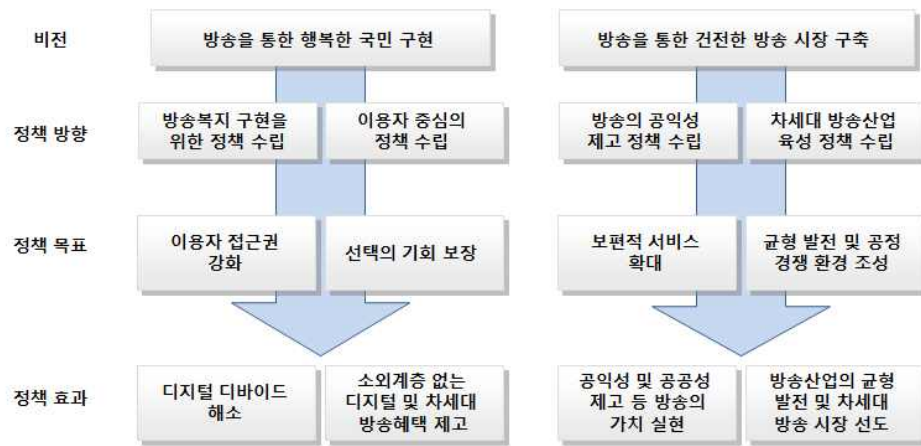 비전
방송을 통한 행복한 국민 구현
방송을 통한 건전한 방송 시장 구축
정책 방향
방송복지 구현을
위한 정책 수립
이용자 중심의
정책 수립
방송의 공익성
제고 정책 수립
차세대 방송산업
육성 정책 수립
정책 목표
이용자 접근권
강화
선택의 기회 보장
보편적 서비스
확대
균형 발전 및 공정
경쟁 환경 조성
정책 효과
디지털 디바이드
해소
소외계층 없는
디지털 및 차세대
방송혜택 제고
공익성 및 공공성
제고 등 방송의
가치 실현
방송산업의 균형
발전 및 차세대
방송 시장 선도